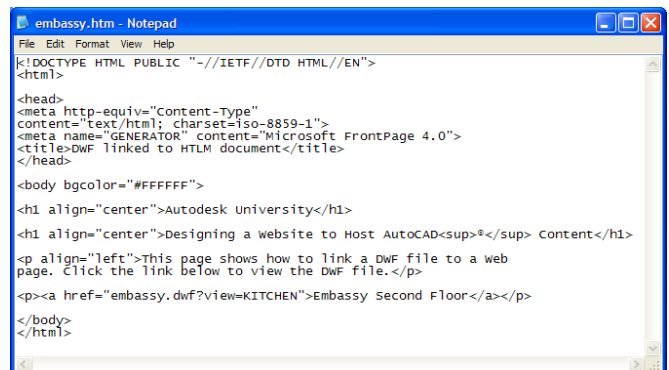 embassy.htm - Notepad
File Edit Format View Help
<!DOCTYPE HTML PUBLIC "-//IETF//DTD HTML//EN">
<html>
<head>
<meta http-equiv="Content-Type"
content="text/html; charset=iso-8859-1">
<meta name="GENERATOR" content="Microsoft FrontPage 4.0">
<title>DWF linked to HTLM document</title>
</head>
<body bgcolor="#FFFFFF">
<h1 align="center">Autodesk University</h1>
<h1 align="center">Designing a Website to Host AutoCAD<sup>®</sup> Content</h1>
<p align="left">This page shows how to link a DWF file to a Web
page. Click the link below to view the DWF file.</p>
<p><a href="embassy.dwf?view=KITCHEN">Embassy Second Floor</a></p>
</body>
</html>